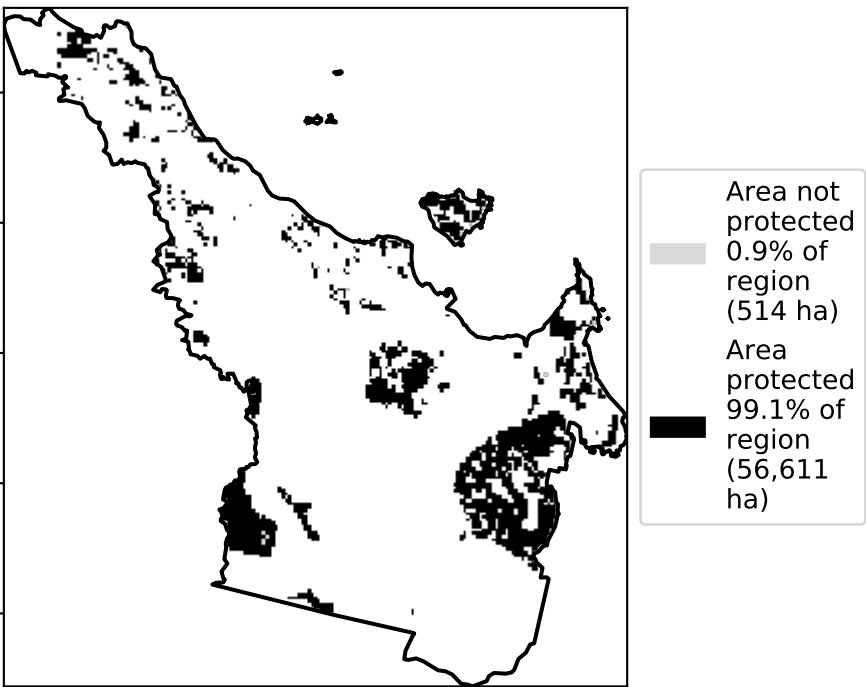 Area not
protected
0.9% of
region
(514 ha)
Area
protected
99.1% of
region
(56,611
ha)